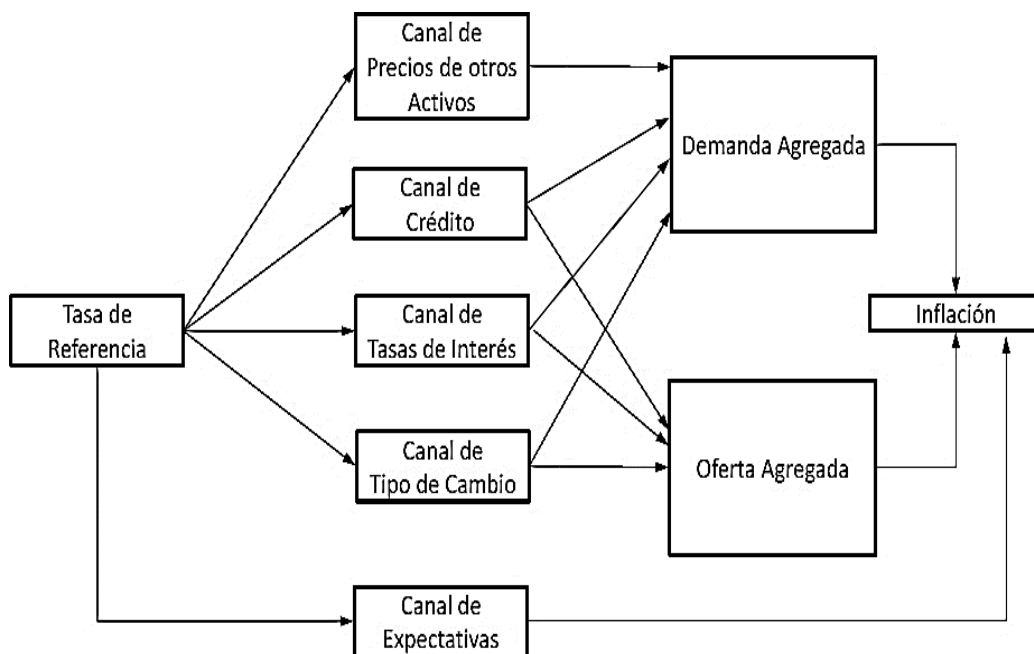 Canal de
Precios de otros
Activos
Demanda Agregada
Canal de
Crédito
Tasa de
Referencia
Canal de
Tasas de Interés
Inflación
Canal de
Tipo de Cambio
Oferta Agregada
Canal de
Expectativas